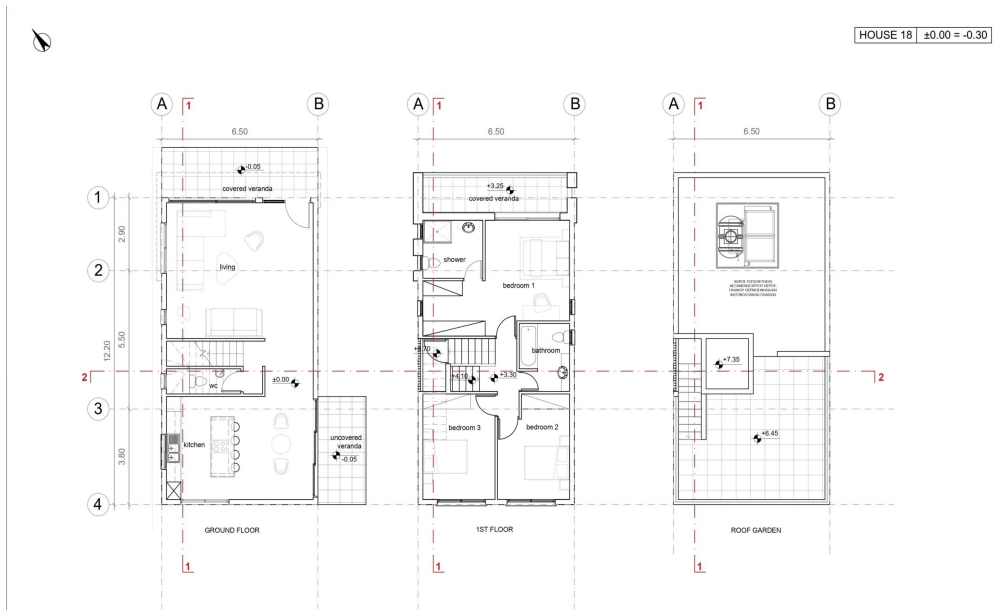 HOUSE 18 ±0.00 = -0.30
A 1 B
6.50
-0.05
covered veranda
1
2.90
2
living
12.20
5.50
wc
2 ±0.00
3
kitchen
uncovered
veranda
-0.05
3.80
4
GROUND FLOOR
1
A 1 B
6.50
+3.25
covered veranda
shower
bedroom 1
bathroom
+4.10
+3.30
bedroom 3
bedroom 2
1ST FLOOR
1
A 1 B
6.50
+7.35
2
+6.45
ROOF GARDEN
1